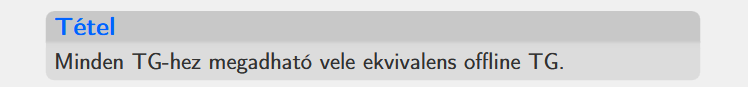 Tétel
Minden TG-hez megadható vele ekvivalens offline TG.